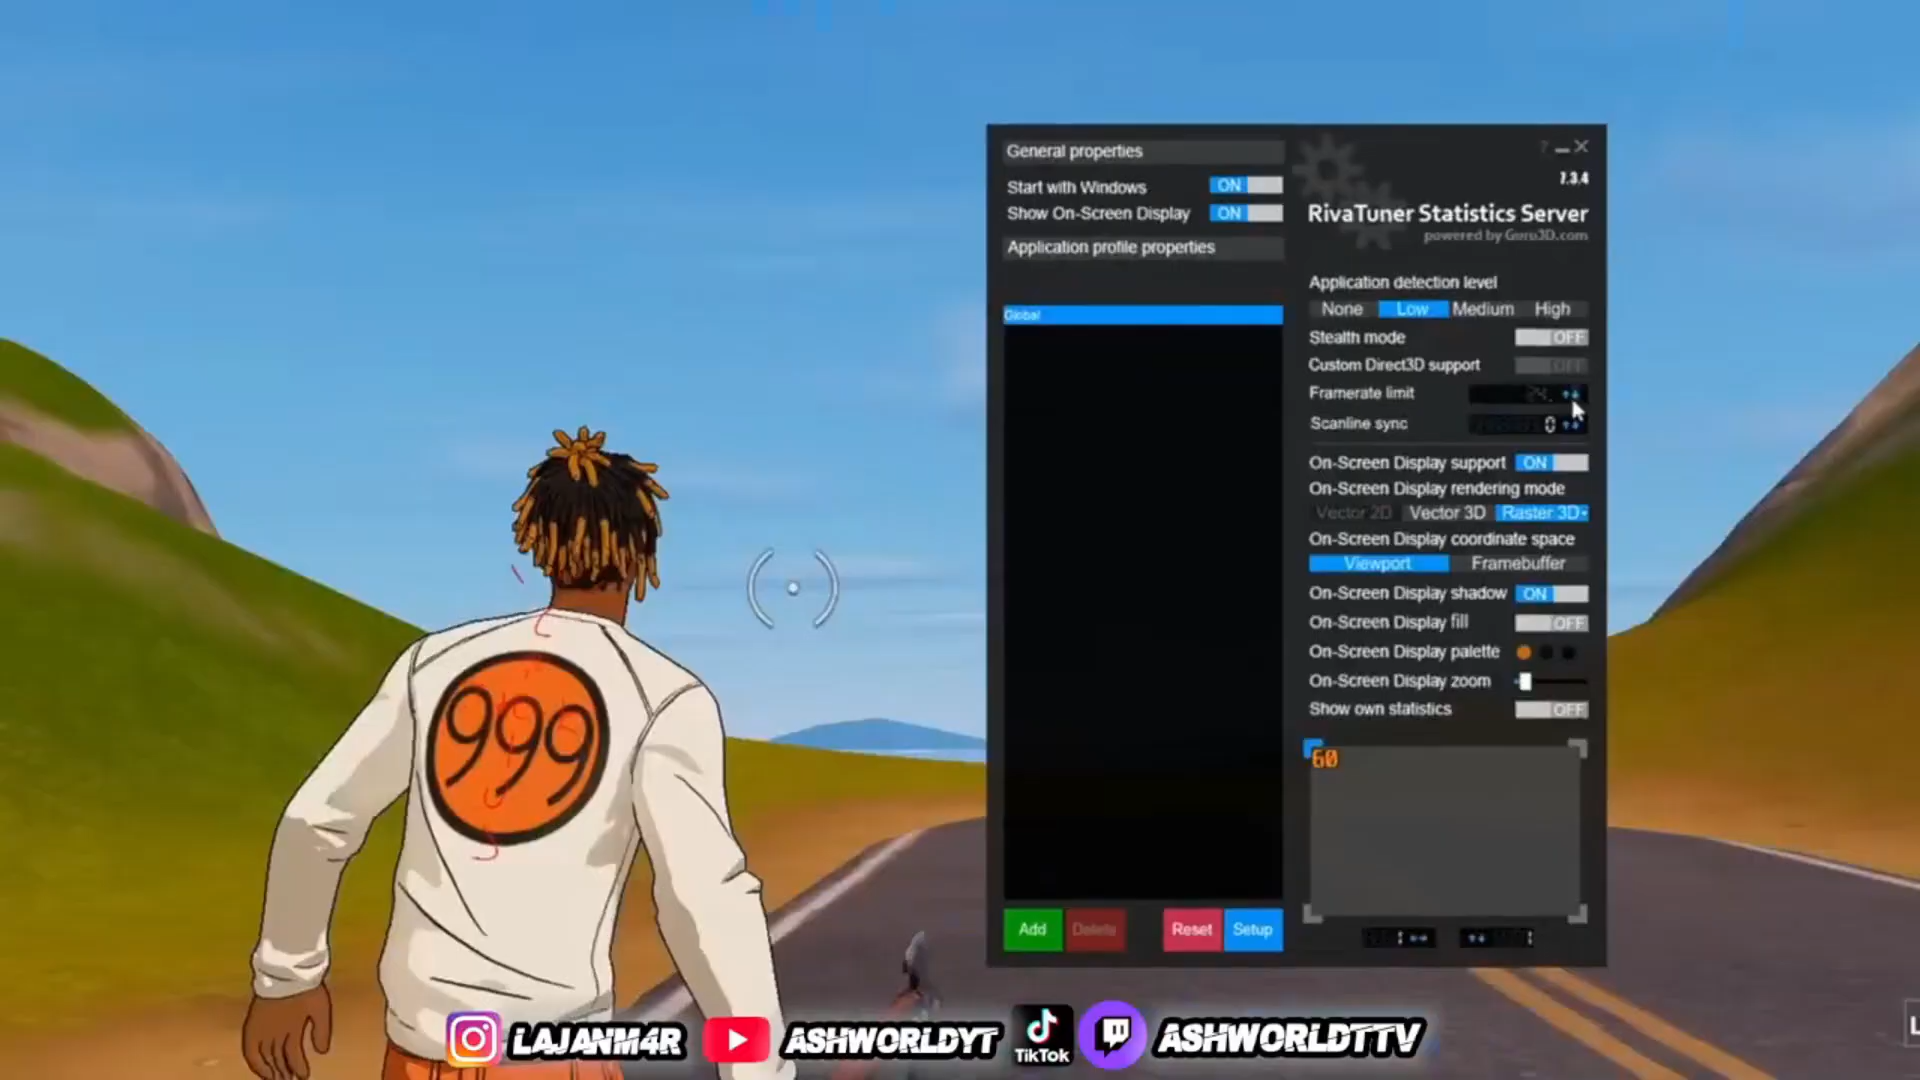 General properties
Start with Windows ON
Show On-Screen Display ON
Application profile properties
Global
Add
Delete
Reset
Setup
? 
7.3.4
RivaTuner Statistics Server
powered by Guru3D.com
Application detection level
None Low Medium High
Stealth mode OFF
Custom Direct3D support OFF
Framerate limit
Scanline sync 0
On-Screen Display support ON
On-Screen Display rendering mode
Vector 2D Vector 3D Raster 3D
On-Screen Display coordinate space
Viewport Framebuffer
On-Screen Display shadow ON
On-Screen Display fill OFF
On-Screen Display palette
On-Screen Display zoom
Show own statistics OFF
60
1 1
999
LAJANM4R
ASHWORLDYT
TikTok
ASHWORLDTTV